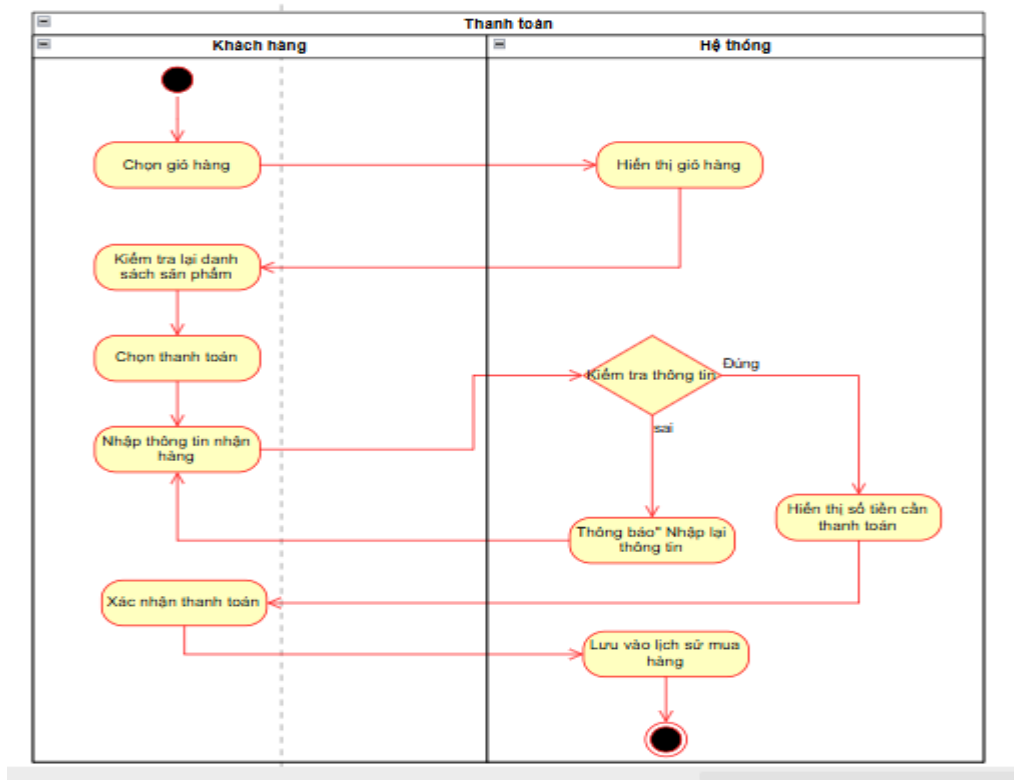 Thanh toán
Khách hàng
Hệ thống
Chọn giỏ hàng
Hiển thị giỏ hàng
Kiểm tra lại danh
sách sản phẩm
Chọn thanh toán
Kiểm tra thông tin
Đúng
sai
Nhập thông tin nhận
hàng
Hiển thị số tiền cần
thanh toán
Thông báo" Nhập lại
thông tin
Xác nhận thanh toán
Lưu vào lịch sử mua
hàng